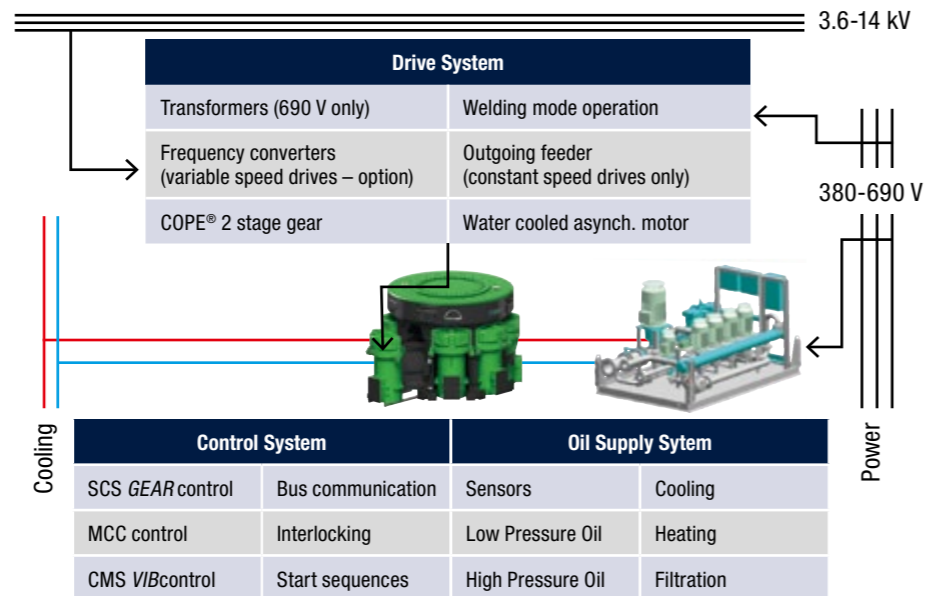 3.6-14 kV
Drive System
Transformers (690 V only)
Welding mode operation
Frequency converters
(variable speed drives – option)
Outgoing feeder
(constant speed drives only)
COPE® 2 stage gear
Water cooled asynch. motor
380-690 V
Cooling
Power
Control System
Oil Supply Sytem
SCS GEAR control
Bus communication
Sensors
Cooling
MCC control
Interlocking
Low Pressure Oil
Heating
CMS VIBcontrol
Start sequences
High Pressure Oil
Filtration